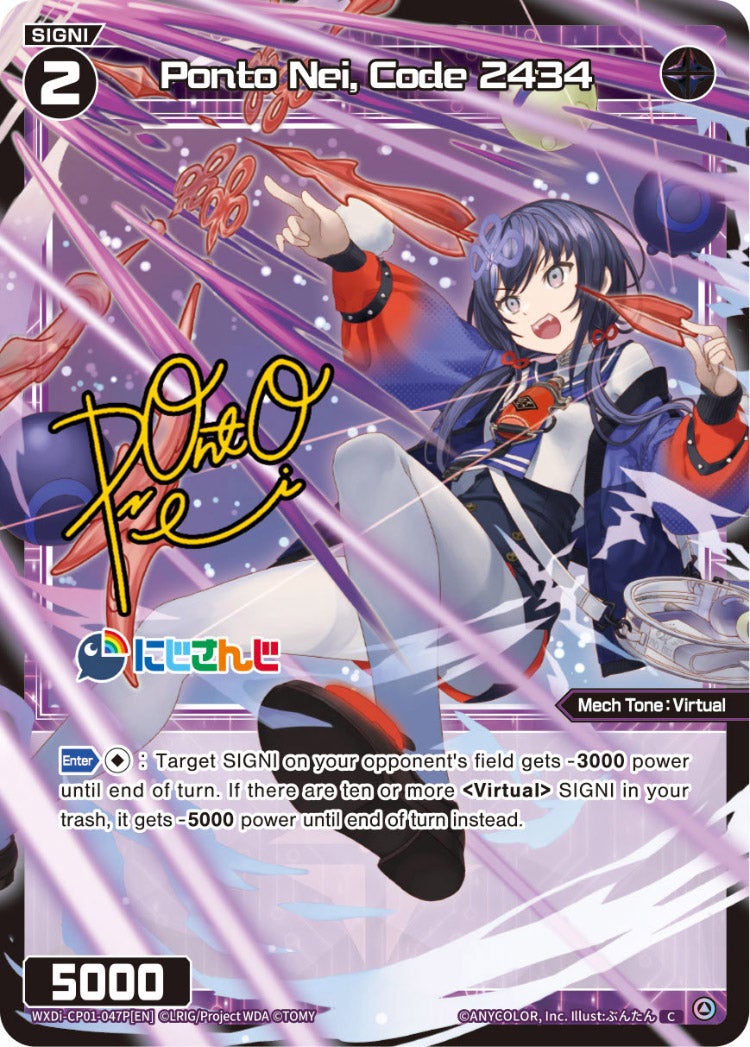 SIGNI
2
Ponto Nei, Code 2434
Ponto
Nei
にじさんじ
Mech Tone:Virtual
Enter : Target SIGNI on your opponent's field gets -3000 power
until end of turn. If there are ten or more <Virtual> SIGNI in your
trash, it gets -5000 power until end of turn instead.
5000
WXDi-CP01-047P[EN] ©LRIG/Project WDA ©TOMY
©ANYCOLOR, Inc. Illust:ぶんたん C